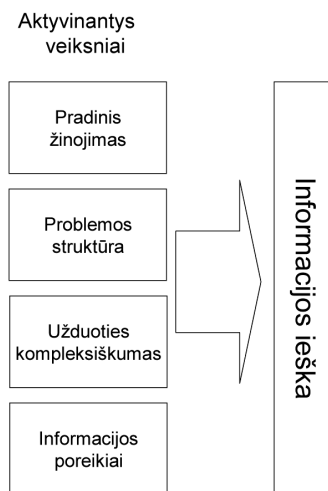 Aktyvinantys
veiksniai
Pradinis
žinojimas
Problemos
struktūra
Užduoties
kompleksiškumas
Informacijos
poreikiai
Informacijos ieška